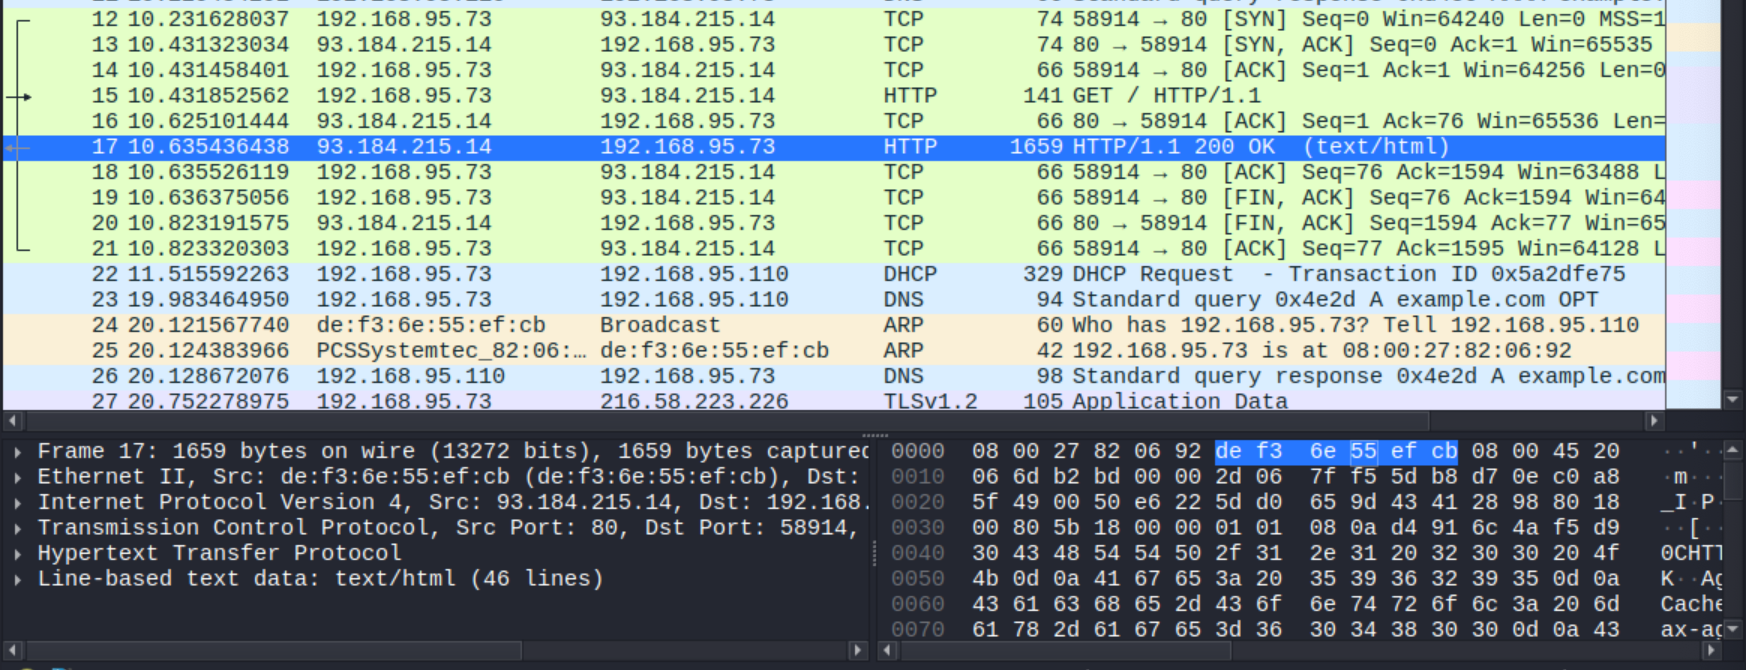 12 10.231628037 192.168.95.73 93.184.215.14 TCP 74 58914 → 80 [SYN] Seq=0 Win=64240 Len=0 MSS=1
13 10.431323034 93.184.215.14 192.168.95.73 TCP 74 80 → 58914 [SYN, ACK] Seq=0 Ack=1 Win=65535
14 10.431458401 192.168.95.73 93.184.215.14 TCP 66 58914 → 80 [ACK] Seq=1 Ack=1 Win=64256 Len=0
15 10.431852562 192.168.95.73 93.184.215.14 HTTP 141 GET / HTTP/1.1
16 10.625101444 93.184.215.14 192.168.95.73 TCP 66 80 → 58914 [ACK] Seq=1 Ack=76 Win=65536 Len=
17 10.635436438 93.184.215.14 192.168.95.73 HTTP 1659 HTTP/1.1 200 OK (text/html)
18 10.635526119 192.168.95.73 93.184.215.14 TCP 66 58914 → 80 [ACK] Seq=76 Ack=1594 Win=63488 L
19 10.636375056 192.168.95.73 93.184.215.14 TCP 66 58914 → 80 [FIN, ACK] Seq=76 Ack=1594 Win=64
20 10.823191575 93.184.215.14 192.168.95.73 TCP 66 80 → 58914 [FIN, ACK] Seq=1594 Ack=77 Win=65
21 10.823320303 192.168.95.73 93.184.215.14 TCP 66 58914 → 80 [ACK] Seq=77 Ack=1595 Win=64128 L
22 11.515592263 192.168.95.73 192.168.95.110 DHCP 329 DHCP Request - Transaction ID 0x5a2dfe75
23 19.983464950 192.168.95.73 192.168.95.110 DNS 94 Standard query 0x4e2d A example.com OPT
24 20.121567740 de:f3:6e:55:ef:cb Broadcast ARP 60 Who has 192.168.95.73? Tell 192.168.95.110
25 20.124383966 PCSSystemtec_82:06:… de:f3:6e:55:ef:cb ARP 42 192.168.95.73 is at 08:00:27:82:06:92
26 20.128672076 192.168.95.110 192.168.95.73 DNS 98 Standard query response 0x4e2d A example.com
27 20.752278975 192.168.95.73 216.58.223.226 TLSv1.2 105 Application Data
Frame 17: 1659 bytes on wire (13272 bits), 1659 bytes captured
Ethernet II, Src: de:f3:6e:55:ef:cb (de:f3:6e:55:ef:cb), Dst:
Internet Protocol Version 4, Src: 93.184.215.14, Dst: 192.168.
Transmission Control Protocol, Src Port: 80, Dst Port: 58914,
Hypertext Transfer Protocol
Line-based text data: text/html (46 lines)
0000 08 00 27 82 06 92 de f3 6e 55 ef cb 08 00 45 20 ··'·
0010 06 6d b2 bd 00 00 2d 06 7f f5 5d b8 d7 0e c0 a8 ·m··
0020 5f 49 00 50 e6 22 5d d0 65 9d 43 41 28 98 80 18 _I·P·
0030 00 80 5b 18 00 00 01 01 08 0a d4 91 6c 4a f5 d9 ··[··
0040 30 43 48 54 54 50 2f 31 2e 31 20 32 30 30 20 4f 0CHTT
0050 4b 0d 0a 41 67 65 3a 20 35 39 36 32 39 35 0d 0a K··Ag
0060 43 61 63 68 65 2d 43 6f 6e 74 72 6f 6c 3a 20 6d Cache
0070 61 78 2d 61 67 65 3d 36 30 34 38 30 30 0d 0a 43 ax-ag